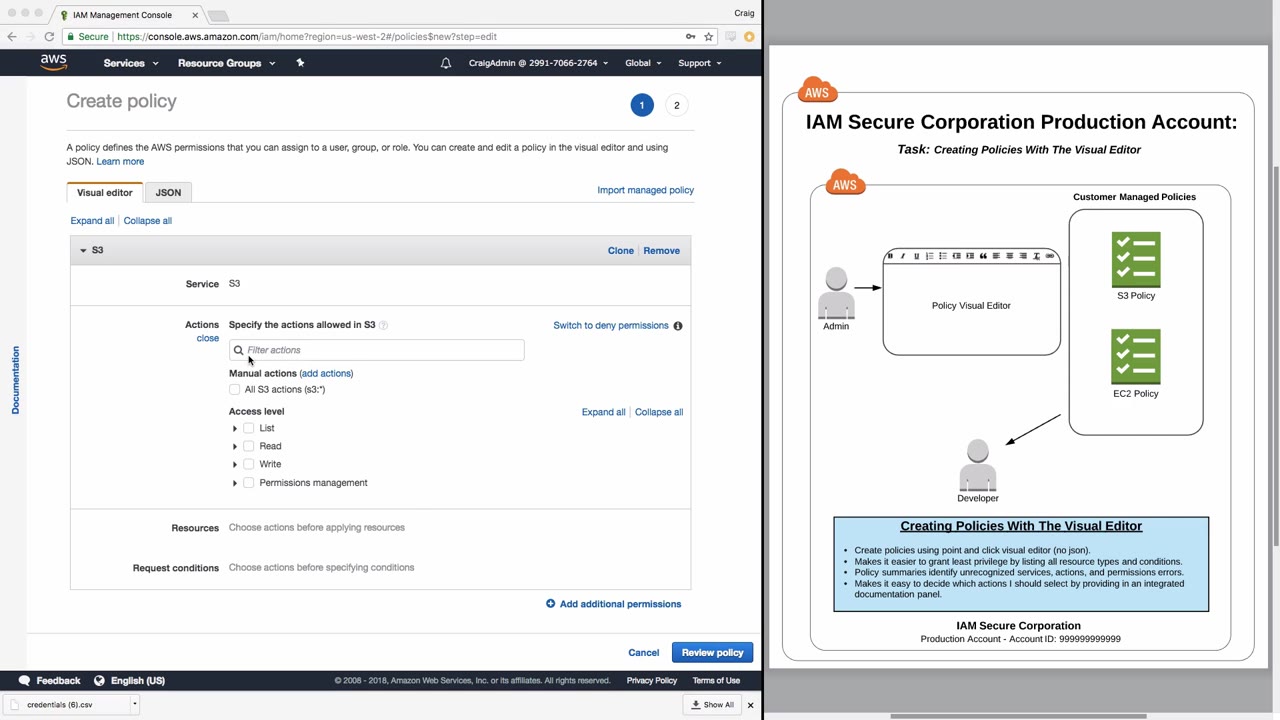 IAM Management Console
Craig
Secure
https://console.aws.amazon.com/iam/home?region=us-west-2#/policies$new?step=edit
aws
Services
Resource Groups
CraigAdmin @ 2991-7066-2764
Global
Support
Create policy
1
2
A policy defines the AWS permissions that you can assign to a user, group, or role. You can create and edit a policy in the visual editor and using
JSON. Learn more
Visual editor
JSON
Import managed policy
Expand all | Collapse all
S3
Clone | Remove
Service S3
Actions
close
Specify the actions allowed in S3
Switch to deny permissions
Filter actions
Manual actions (add actions)
All S3 actions (s3:*)
Access level
Expand all | Collapse all
List
Read
Write
Permissions management
Resources Choose actions before applying resources
Request conditions Choose actions before specifying conditions
Add additional permissions
Cancel
Review policy
Documentation
Feedback
English (US)
© 2008 - 2018, Amazon Web Services, Inc. or its affiliates. All rights reserved.
Privacy Policy
Terms of Use
credentials (6).csv
Show All
AWS
IAM Secure Corporation Production Account:
Task: Creating Policies With The Visual Editor
AWS
Customer Managed Policies
Policy Visual Editor
Admin
S3 Policy
EC2 Policy
Developer
Creating Policies With The Visual Editor
• Create policies using point and click visual editor (no json).
• Makes it easier to grant least privilege by listing all resource types and conditions.
• Policy summaries identify unrecognized services, actions, and permissions errors.
• Makes it easy to decide which actions I should select by providing in an integrated
documentation panel.
IAM Secure Corporation
Production Account - Account ID: 999999999999